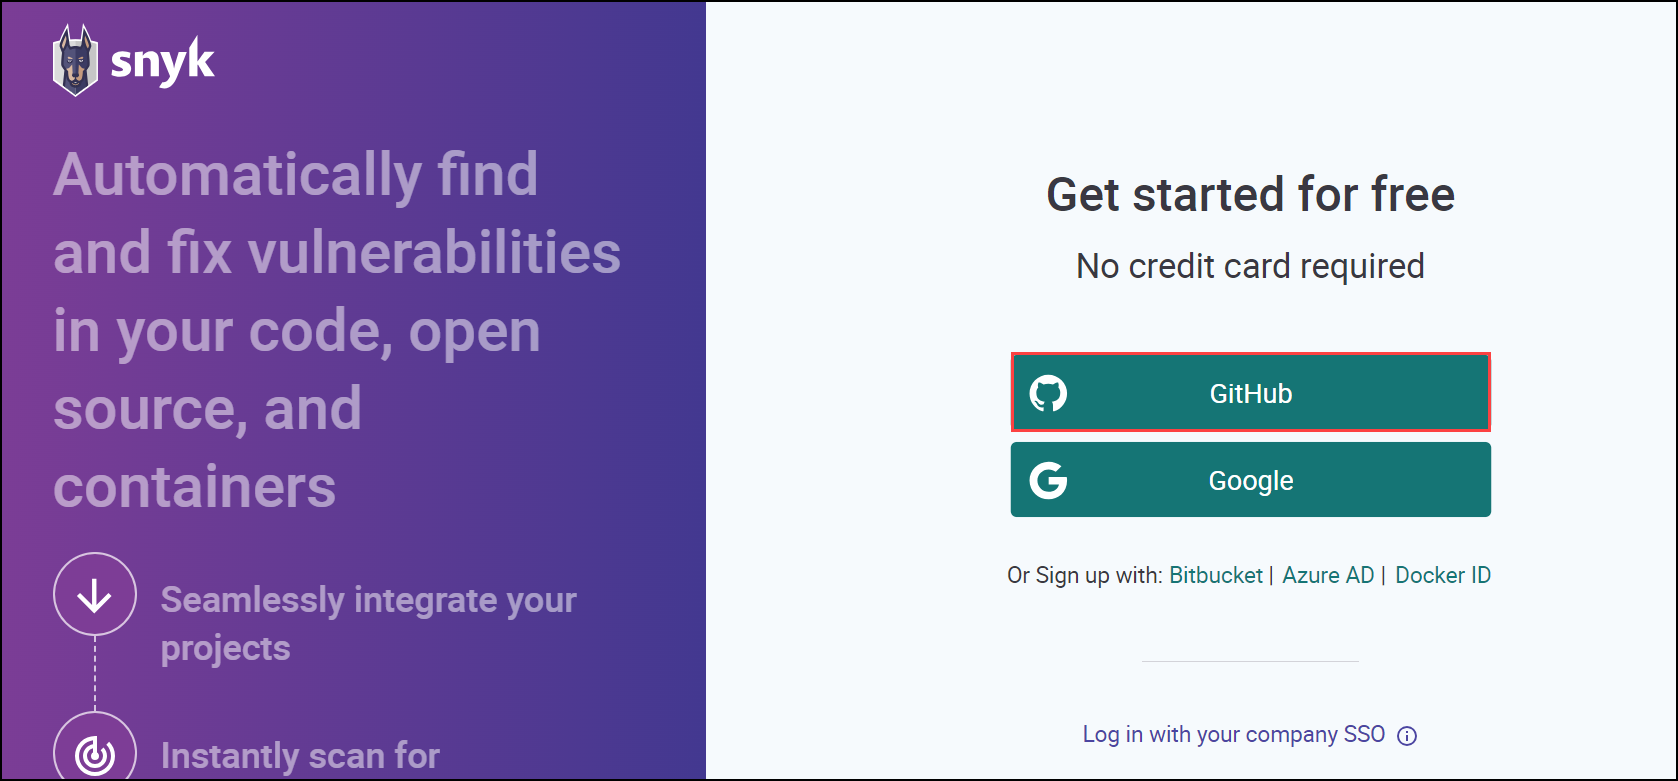 snyk
Automatically find
and fix vulnerabilities
in your code, open
source, and
containers
Seamlessly integrate your
projects
Instantly scan for
Get started for free
No credit card required
GitHub
Google
Or Sign up with: Bitbucket | Azure AD | Docker ID
Log in with your company SSO